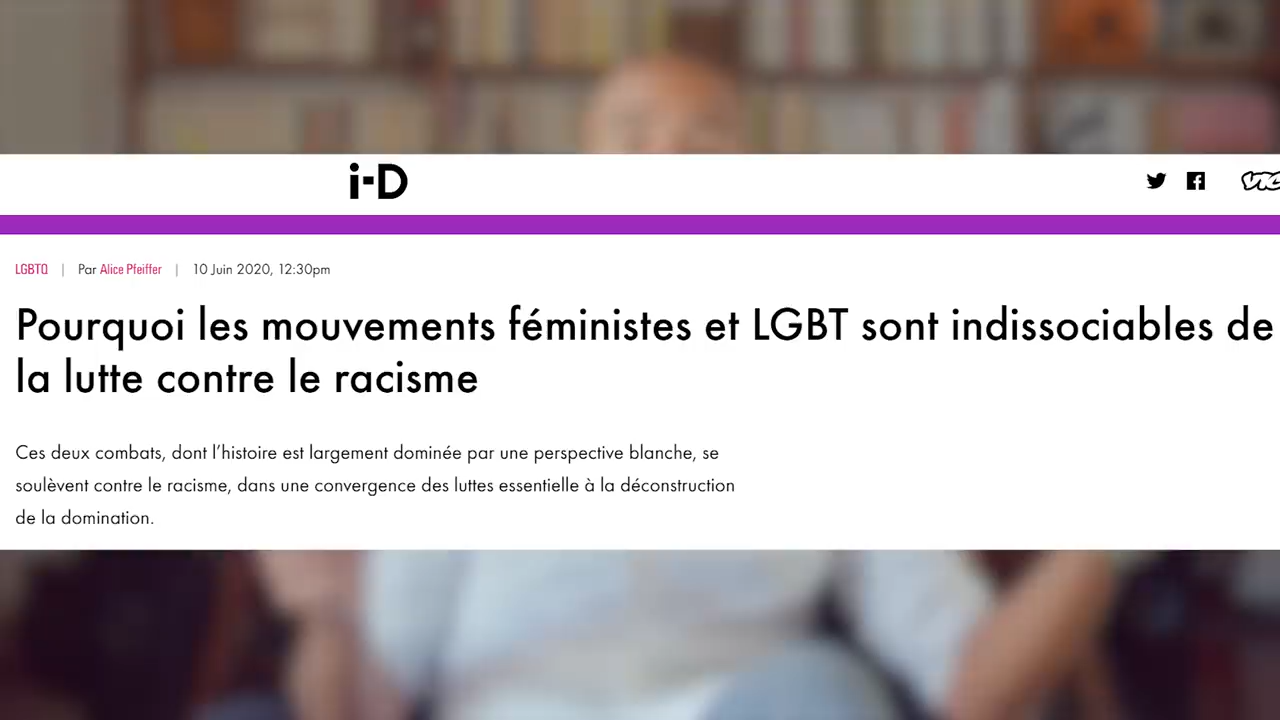 i-D
LGBTQ | Par Alice Pfeiffer | 10 Juin 2020, 12:30pm
Pourquoi les mouvements féministes et LGBT sont indissociables de
la lutte contre le racisme
Ces deux combats, dont l’histoire est largement dominée par une perspective blanche, se
soulèvent contre le racisme, dans une convergence des luttes essentielle à la déconstruction
de la domination.